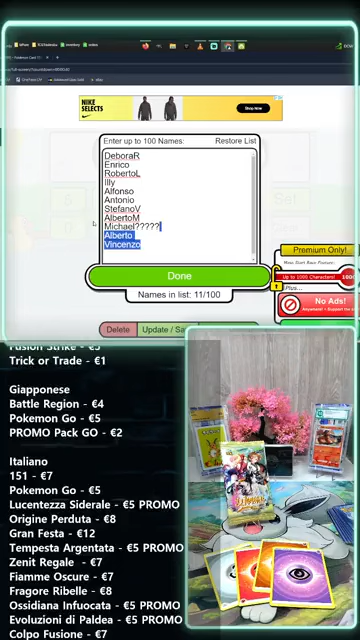 NIKE
SELECTS
Shop Now
Enter up to 100 Names:
Restore List
DeboraR
Enrico
RobertoL
Illy
Alfonso
Antonio
StefanoV
AlbertoM
Michael?????
Alberto
Vincenzo
Premium Only!
Up to 1000 Characters!
Done
Names in list: 11/100
No Ads!
Delete
Update / Sa
Fusion Strike - €5
Trick or Trade - €1
Giapponese
Battle Region - €4
Pokemon Go - €5
PROMO Pack GO - €2
Italiano
151 - €7
Pokemon Go - €5
Lucentezza Siderale - €5 PROMO
Origine Perduta - €8
Gran Festa - €12
Tempesta Argentata - €5 PROMO
Zenit Regale - €7
Fiamme Oscure - €7
Fragore Ribelle - €8
Ossidiana Infuocata - €5 PROMO
Evoluzioni di Paldea - €5 PROMO
Colpo Fusione - €7